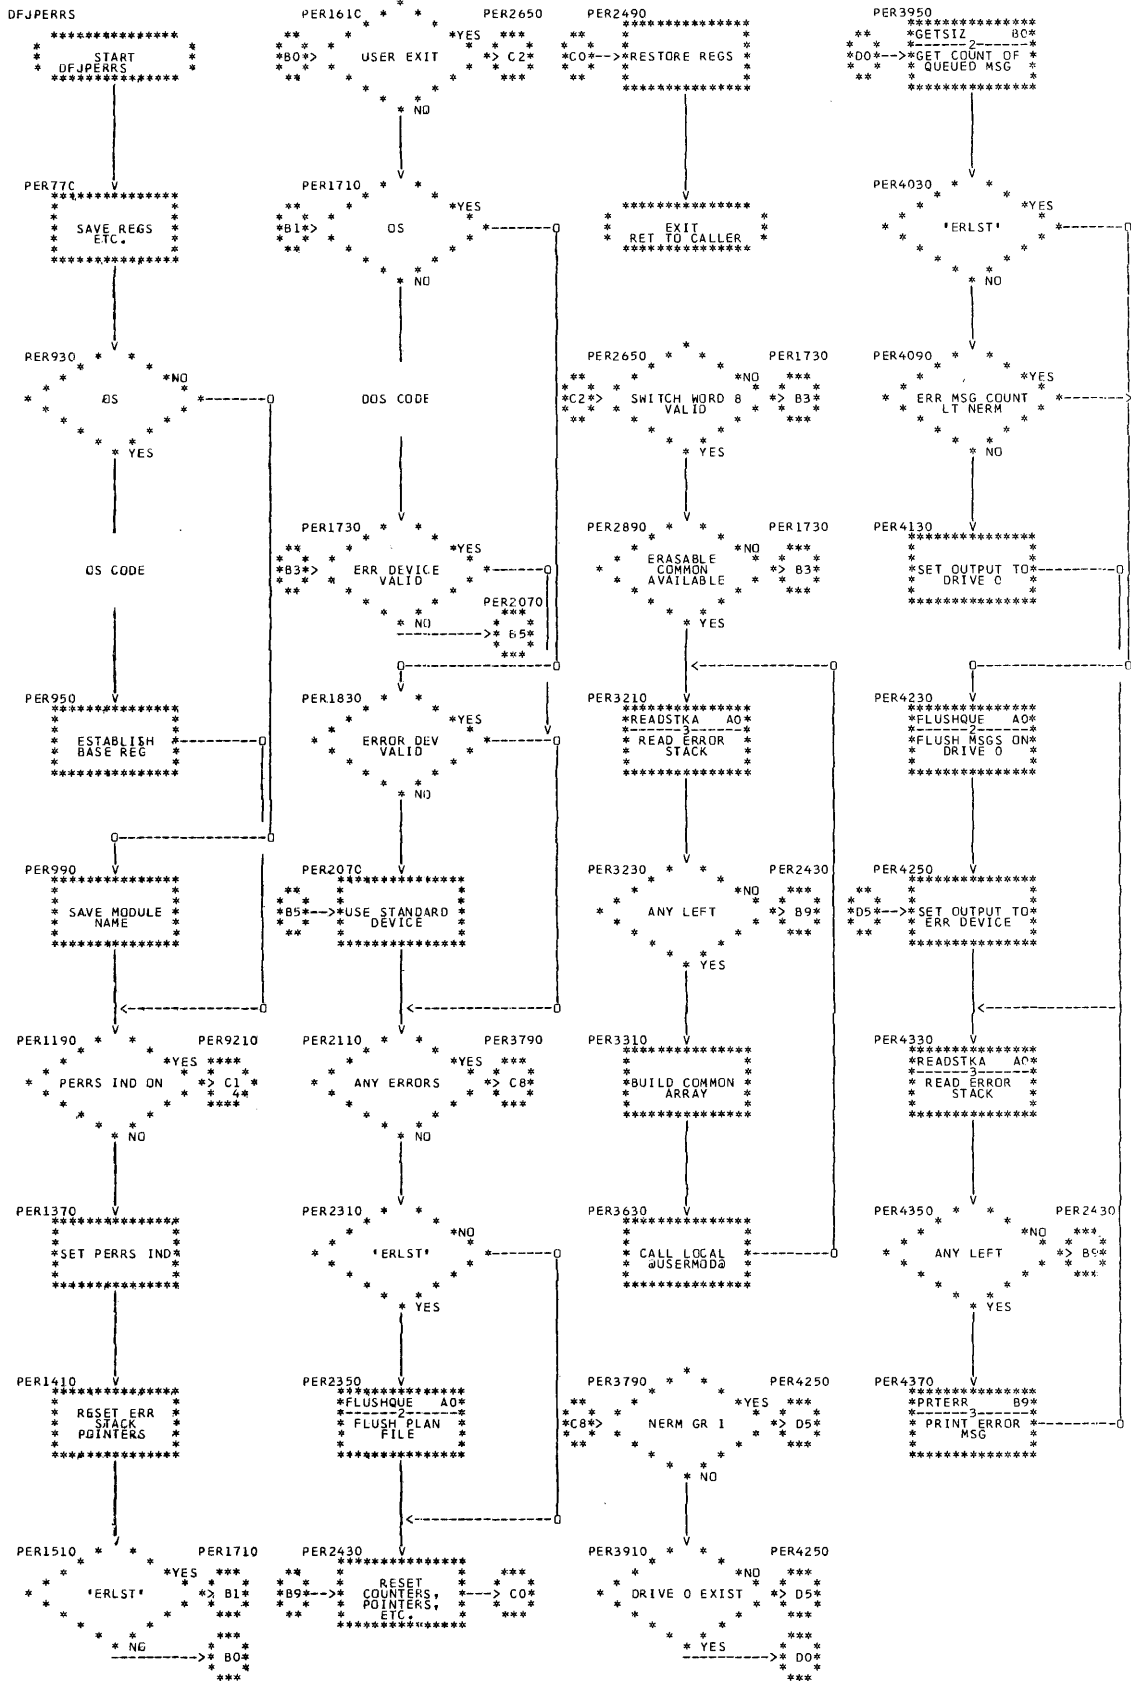 DFJPERRS
START
DFJPERRS
PER77C
SAVE REGS
ETC.
RER930
OS
NO
YES
OS CODE
PER950
ESTABLISH
BASE REG
PER990
SAVE MODULE
NAME
PER1190
PERRS IND ON
YES
PER9210
C1
4
NO
PER1370
SET PERRS IND
PER1410
RESET ERR
STACK
POINTERS
PER1510
'ERLST'
YES
PER1710
B1
NO
B0
PER161C
B0
USER EXIT
YES
PER2650
C2
NO
PER1710
B1
OS
YES
NO
DOS CODE
PER1730
B3
ERR DEVICE
VALID
YES
NO
PER2070
B5
PER1830
ERROR DEV
VALID
YES
NO
PER2070
B5
USE STANDARD
DEVICE
PER2110
ANY ERRORS
YES
PER3790
C8
NO
PER2310
'ERLST'
NO
YES
PER2350
FLUSHQUE A0
2
FLUSH PLAN
FILE
PER2430
B9
RESET
COUNTERS,
POINTERS,
ETC.
C0
PER2490
C0
RESTORE REGS
EXIT
RET TO CALLER
PER2650
C2
SWITCH WORD 8
VALID
NO
PER1730
B3
YES
PER2890
ERASABLE
COMMON
AVAILABLE
NO
PER1730
B3
YES
PER3210
READSTKA A0
3
READ ERROR
STACK
PER3230
ANY LEFT
NO
PER2430
B9
YES
PER3310
BUILD COMMON
ARRAY
PER3630
CALL LOCAL
@USERMOD@
PER3790
C8
NERM GR 1
YES
PER4250
D5
NO
PER3910
DRIVE 0 EXIST
NO
PER4250
D5
YES
D0
PER3950
D0
GETSIZ B0
2
GET COUNT OF
QUEUED MSG
PER4030
'ERLST'
YES
NO
PER4090
ERR MSG COUNT
LT NERM
YES
NO
PER4130
SET OUTPUT TO
DRIVE 0
PER4230
FLUSHQUE A0
2
FLUSH MSGS ON
DRIVE 0
PER4250
D5
SET OUTPUT TO
ERR DEVICE
PER4330
READSTKA A0
3
READ ERROR
STACK
PER4350
ANY LEFT
NO
PER2430
B9
YES
PER4370
PRTERR B9
3
PRINT ERROR
MSG